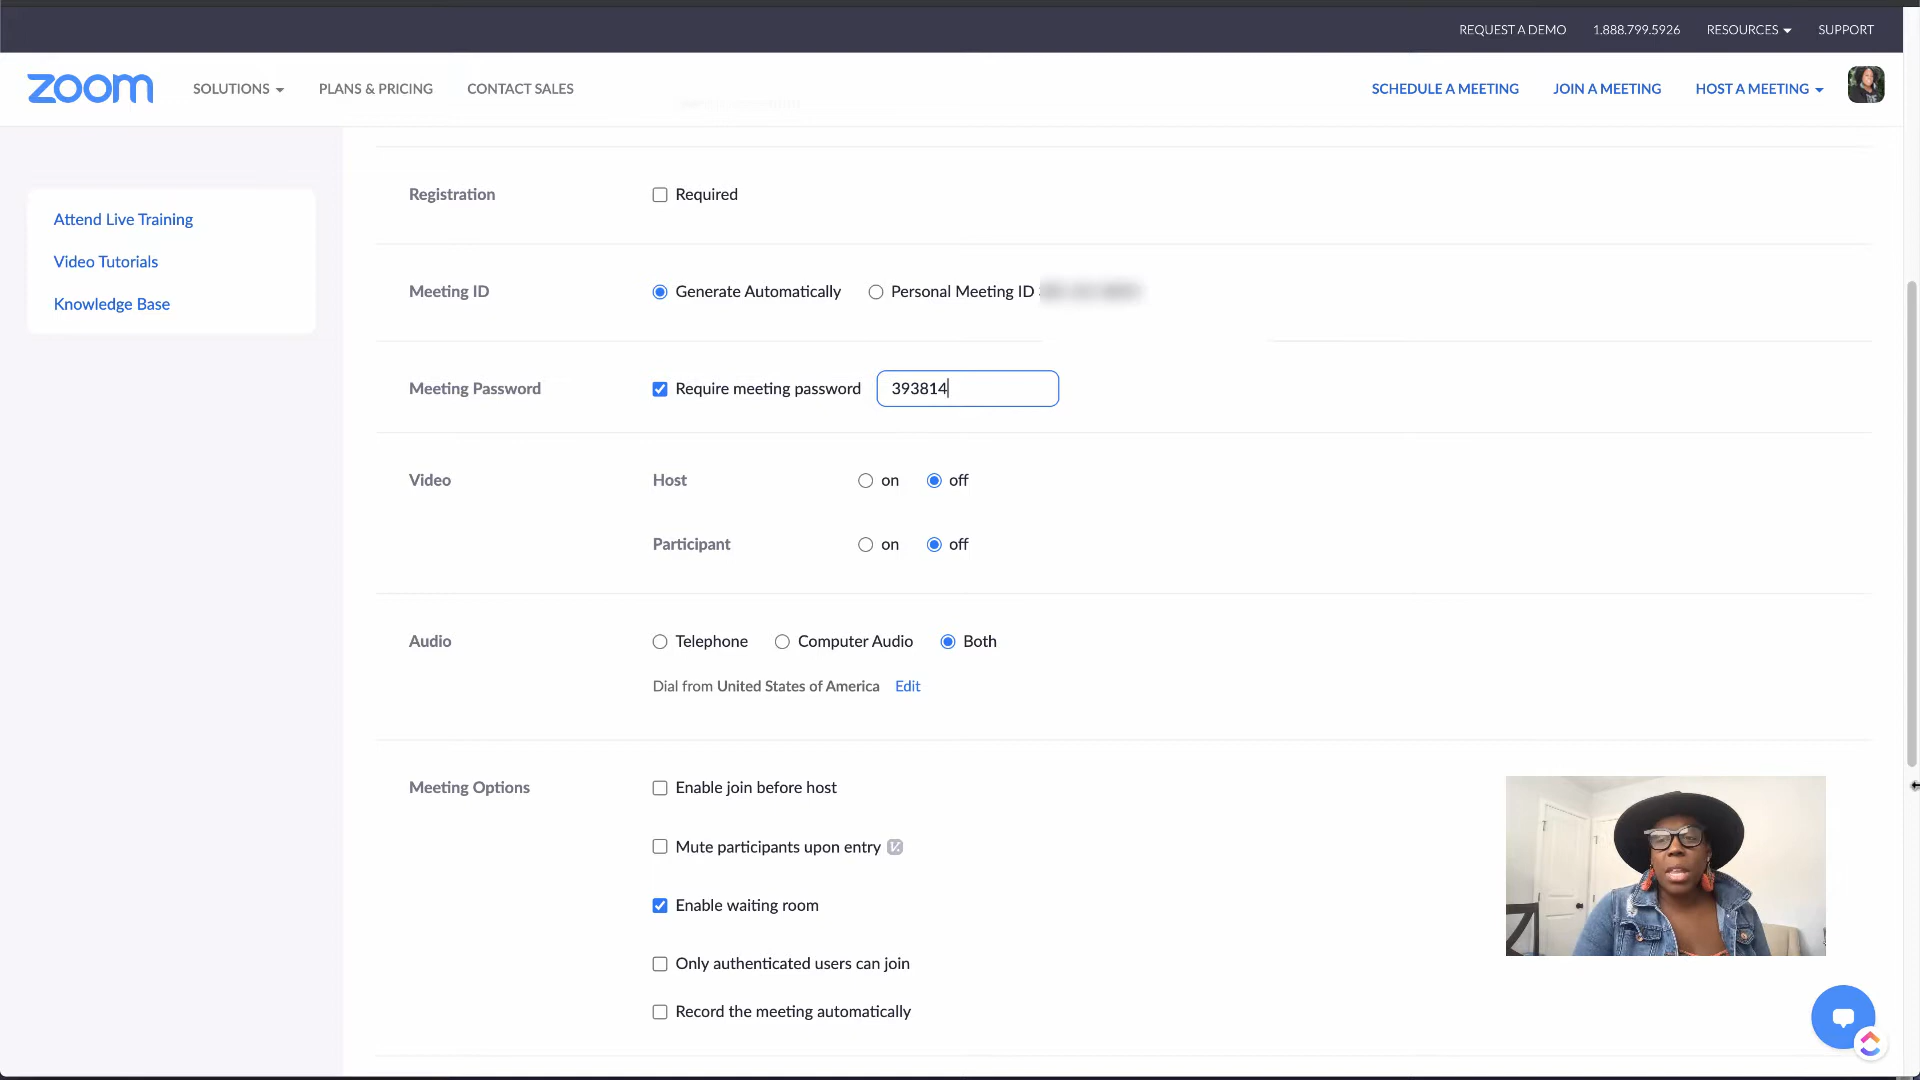 REQUEST A DEMO 1.888.799.5926 RESOURCES SUPPORT
zoom SOLUTIONS PLANS & PRICING CONTACT SALES SCHEDULE A MEETING JOIN A MEETING HOST A MEETING
Attend Live Training
Video Tutorials
Knowledge Base
Registration Required
Meeting ID Generate Automatically Personal Meeting ID
Meeting Password Require meeting password 393814
Video Host on off
Participant on off
Audio Telephone Computer Audio Both
Dial from United States of America Edit
Meeting Options Enable join before host
Mute participants upon entry
Enable waiting room
Only authenticated users can join
Record the meeting automatically